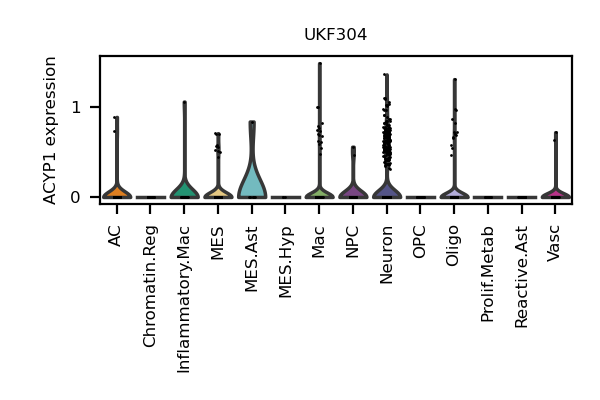 UKF304
ACYP1 expression
1
0
AC
Chromatin.Reg
Inflammatory.Mac
MES
MES.Ast
MES.Hyp
Mac
NPC
Neuron
OPC
Oligo
Prolif.Metab
Reactive.Ast
Vasc